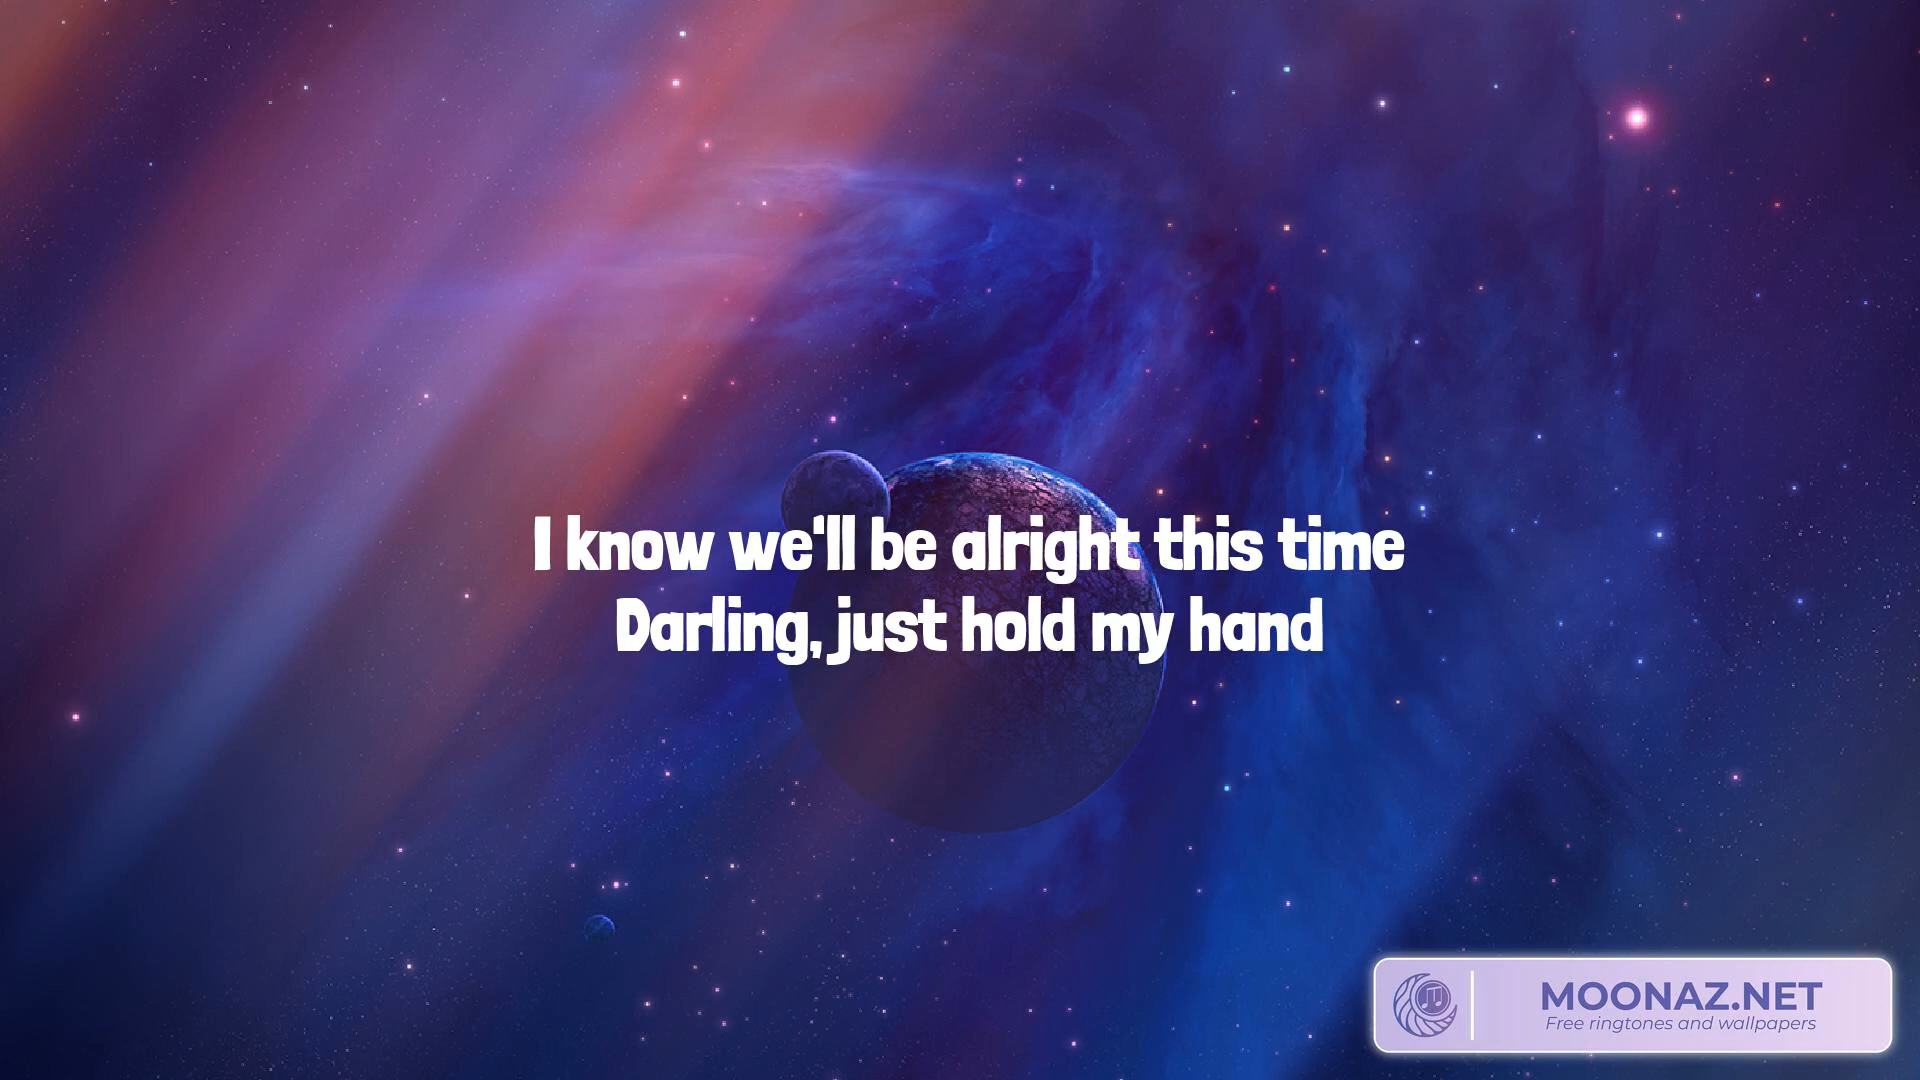 I know we'll be alright this time
Darling, just hold my hand
MOONAZ.NET
Free ringtones and wallpapers